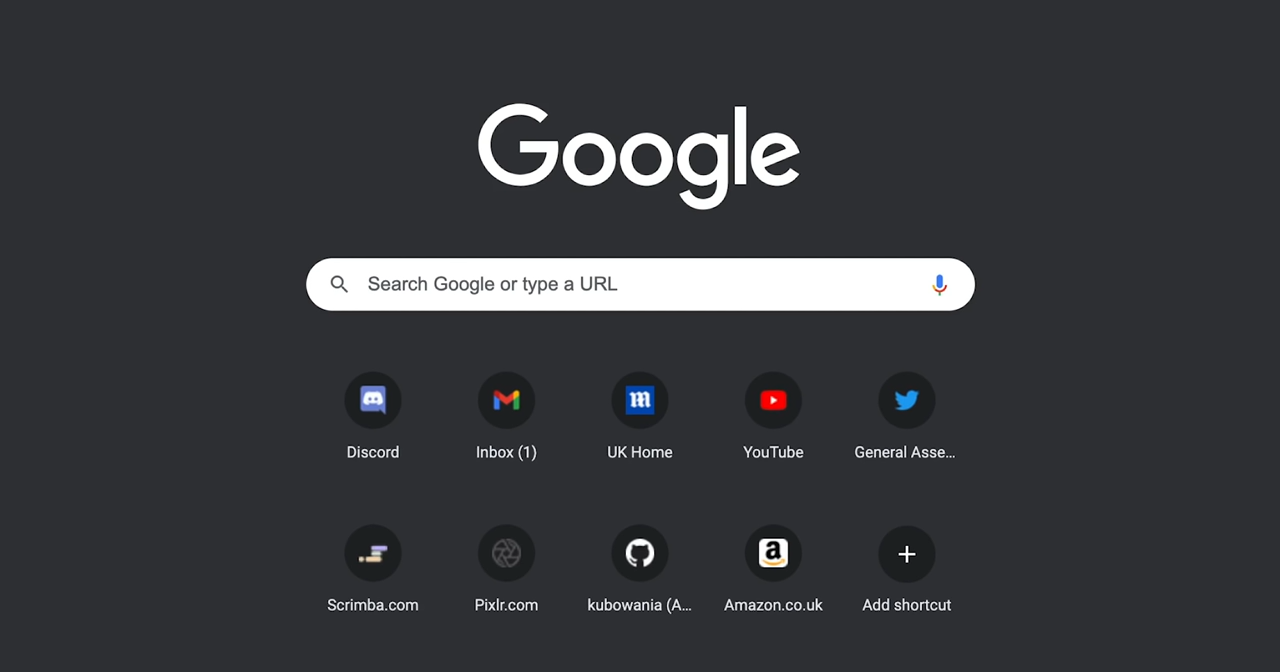 Google
Search Google or type a URL
Discord
Inbox (1)
UK Home
YouTube
General Asse...
Scrimba.com
Pixlr.com
kubowania (A...
Amazon.co.uk
Add shortcut